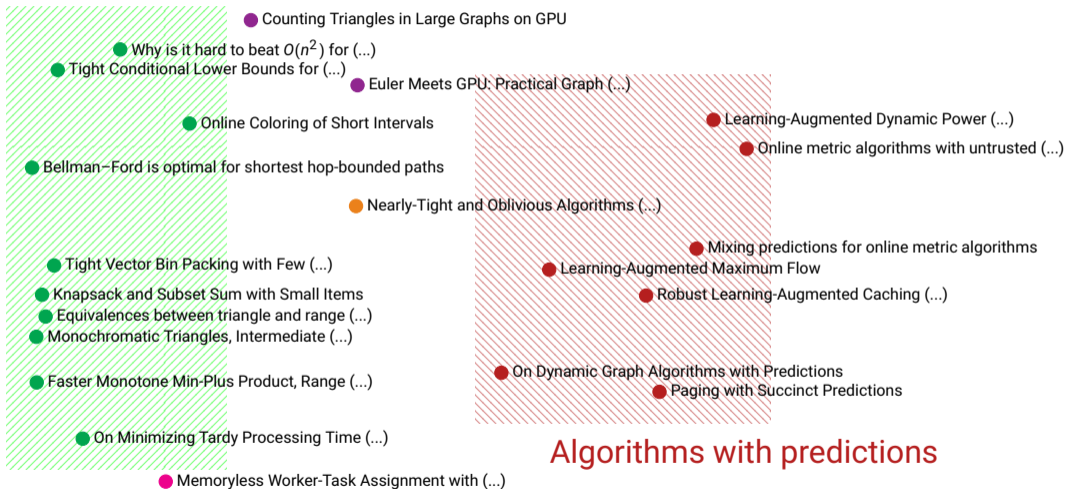 Counting Triangles in Large Graphs on GPU
Why is it hard to beat O(n²) for (...)
Tight Conditional Lower Bounds for (...)
Euler Meets GPU: Practical Graph (...)
Learning-Augmented Dynamic Power (...)
Online Coloring of Short Intervals
Online metric algorithms with untrusted (...)
Bellman–Ford is optimal for shortest hop-bounded paths
Nearly-Tight and Oblivious Algorithms (...)
Mixing predictions for online metric algorithms
Tight Vector Bin Packing with Few (...)
Learning-Augmented Maximum Flow
Knapsack and Subset Sum with Small Items
Robust Learning-Augmented Caching (...)
Equivalences between triangle and range (...)
Monochromatic Triangles, Intermediate (...)
On Dynamic Graph Algorithms with Predictions
Faster Monotone Min-Plus Product, Range (...)
Paging with Succinct Predictions
On Minimizing Tardy Processing Time (...)
Algorithms with predictions
Memoryless Worker-Task Assignment with (...)